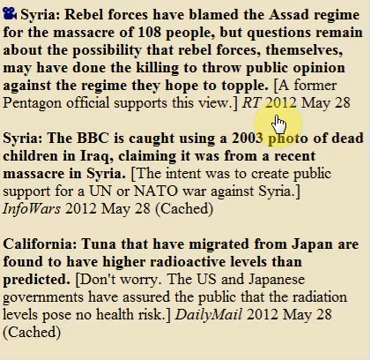 Syria: Rebel forces have blamed the Assad regime
for the massacre of 108 people, but questions remain
about the possibility that rebel forces, themselves,
may have done the killing to throw public opinion
against the regime they hope to topple. [A former
Pentagon official supports this view.] RT 2012 May 28
Syria: The BBC is caught using a 2003 photo of dead
children in Iraq, claiming it was from a recent
massacre in Syria. [The intent was to create public
support for a UN or NATO war against Syria.]
InfoWars 2012 May 28 (Cached)
California: Tuna that have migrated from Japan are
found to have higher radioactive levels than
predicted. [Don't worry. The US and Japanese
governments have assured the public that the radiation
levels pose no health risk.] DailyMail 2012 May 28
(Cached)